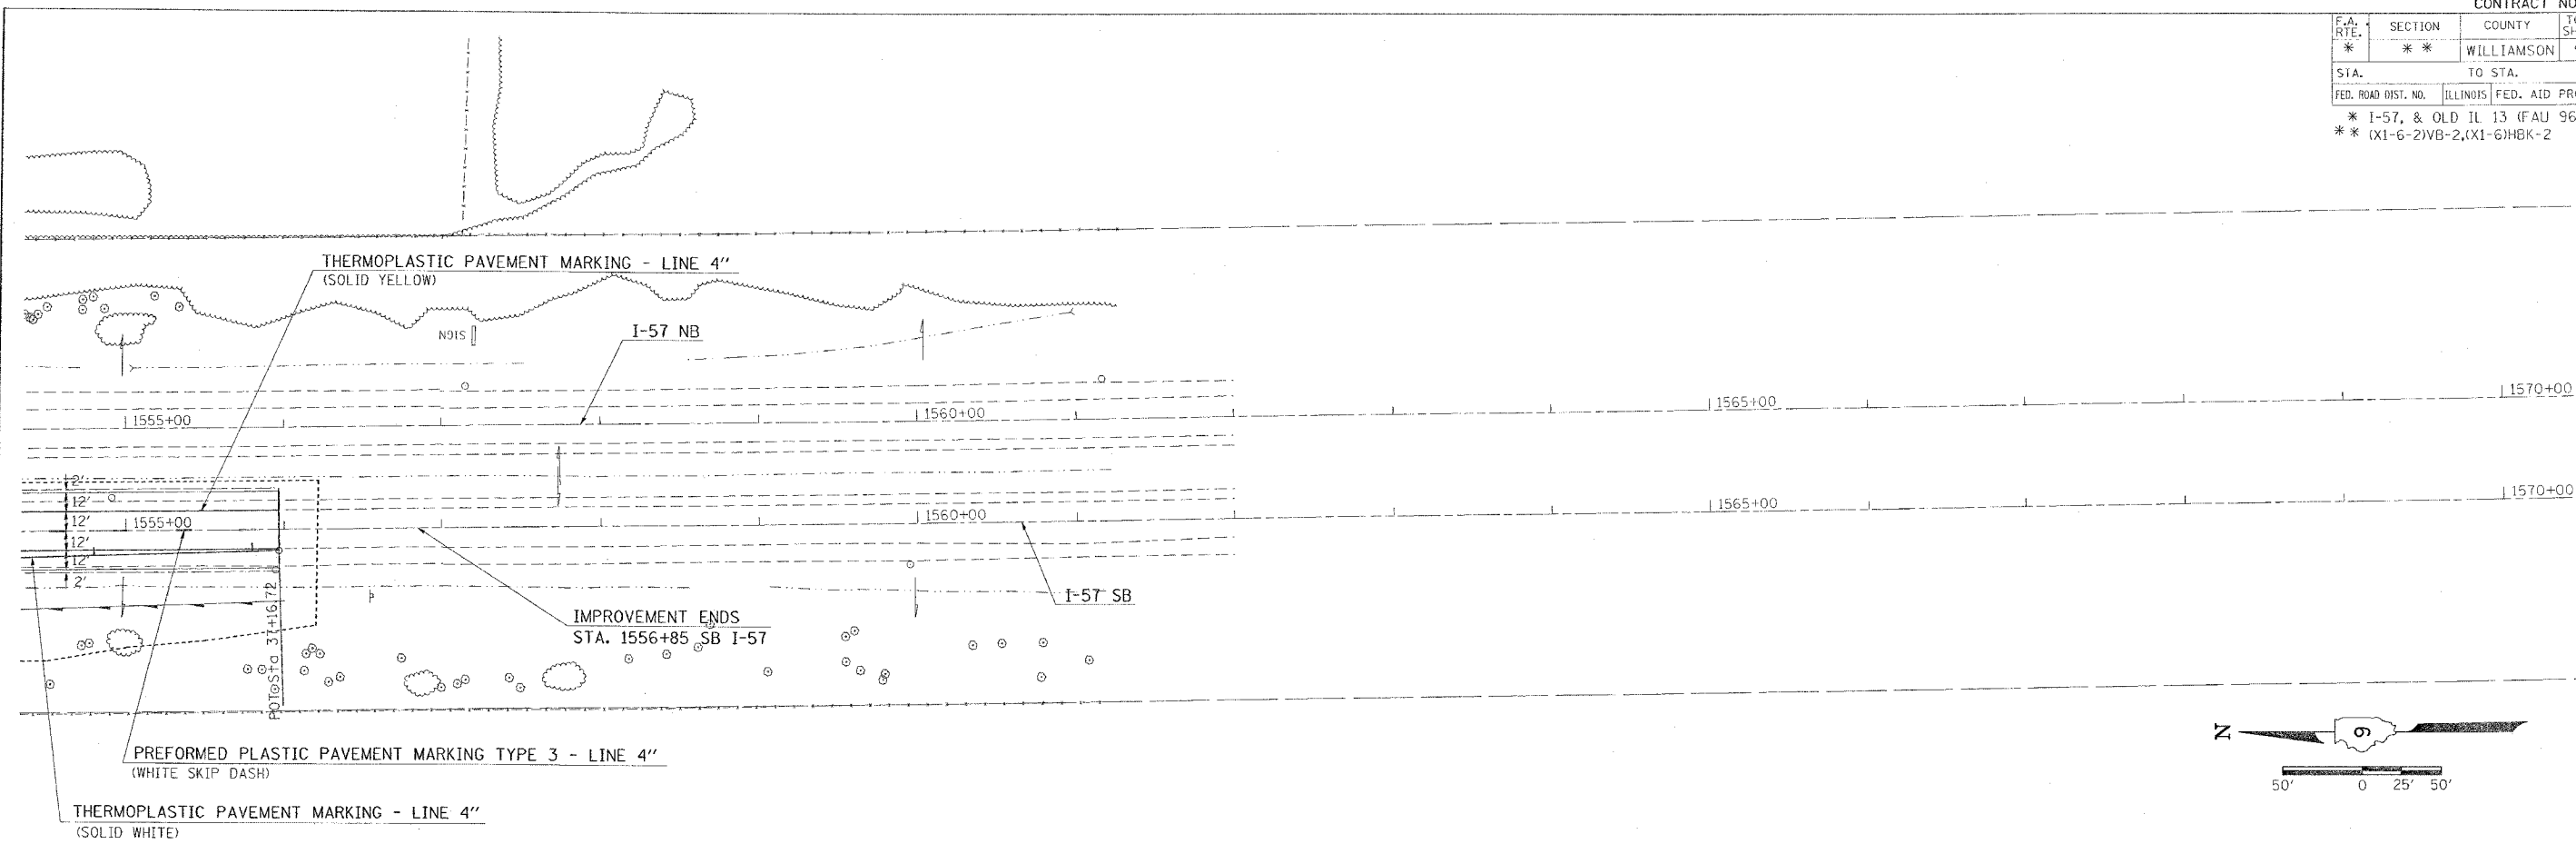 CONTRACT NO
F.A. RTE. SECTION COUNTY
* * * WILLIAMSON
STA. TO STA.
FED. ROAD DIST. NO. ILLINOIS FED. AID PR
* I-57, & OLD IL 13 (FAU 96
* * (X1-6-2)VB-2,(X1-6)HBK-2
THERMOPLASTIC PAVEMENT MARKING - LINE 4"
(SOLID YELLOW)
SIGN
I-57 NB
1555+00 1560+00 1565+00 1570+00
2'
12'
12'
12'
12'
2'
1555+00 1560+00 1565+00 1570+00
POT Sta 37+16.72
I-57 SB
IMPROVEMENT ENDS
STA. 1556+85 SB I-57
PREFORMED PLASTIC PAVEMENT MARKING TYPE 3 - LINE 4"
(WHITE SKIP DASH)
THERMOPLASTIC PAVEMENT MARKING - LINE 4"
(SOLID WHITE)
N 9
50' 0 25' 50'